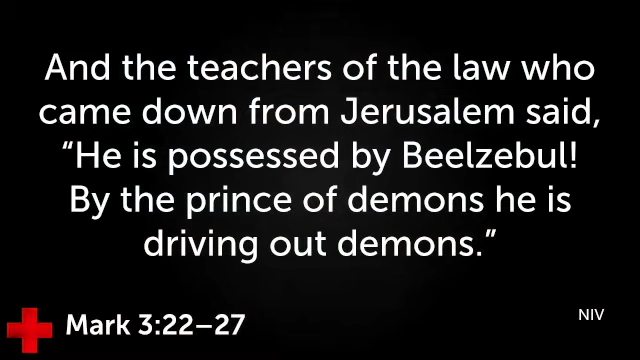 And the teachers of the law who
came down from Jerusalem said,
“He is possessed by Beelzebul!
By the prince of demons he is
driving out demons.”
Mark 3:22–27
NIV